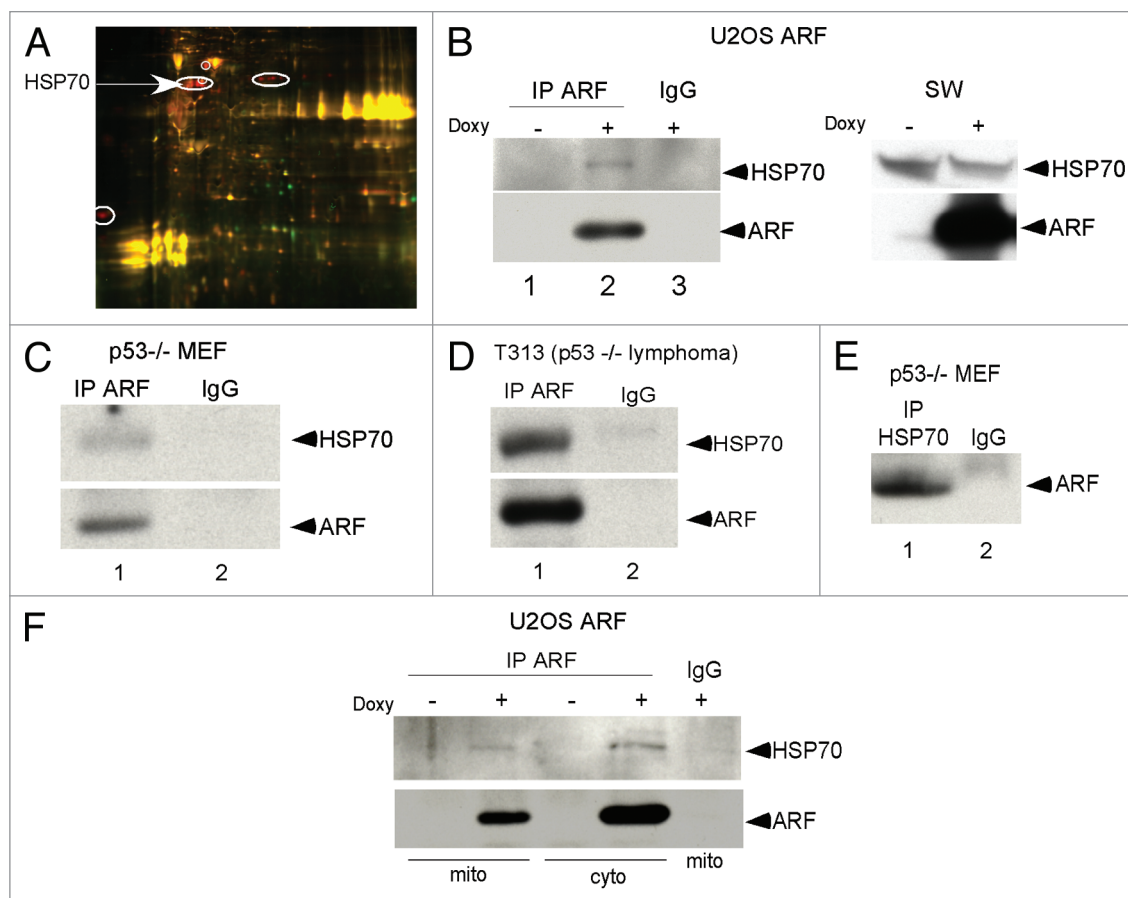 A
HSP70
B
U2OS ARF
IP ARF IgG
Doxy - + +
HSP70
ARF
1 2 3
SW
Doxy - +
HSP70
ARF
C
p53-/- MEF
IP ARF IgG
HSP70
ARF
1 2
D
T313 (p53 -/- lymphoma)
IP ARF IgG
HSP70
ARF
1 2
E
p53-/- MEF
IP
HSP70 IgG
ARF
1 2
F
U2OS ARF
IP ARF IgG
Doxy - + - + +
HSP70
ARF
mito cyto mito